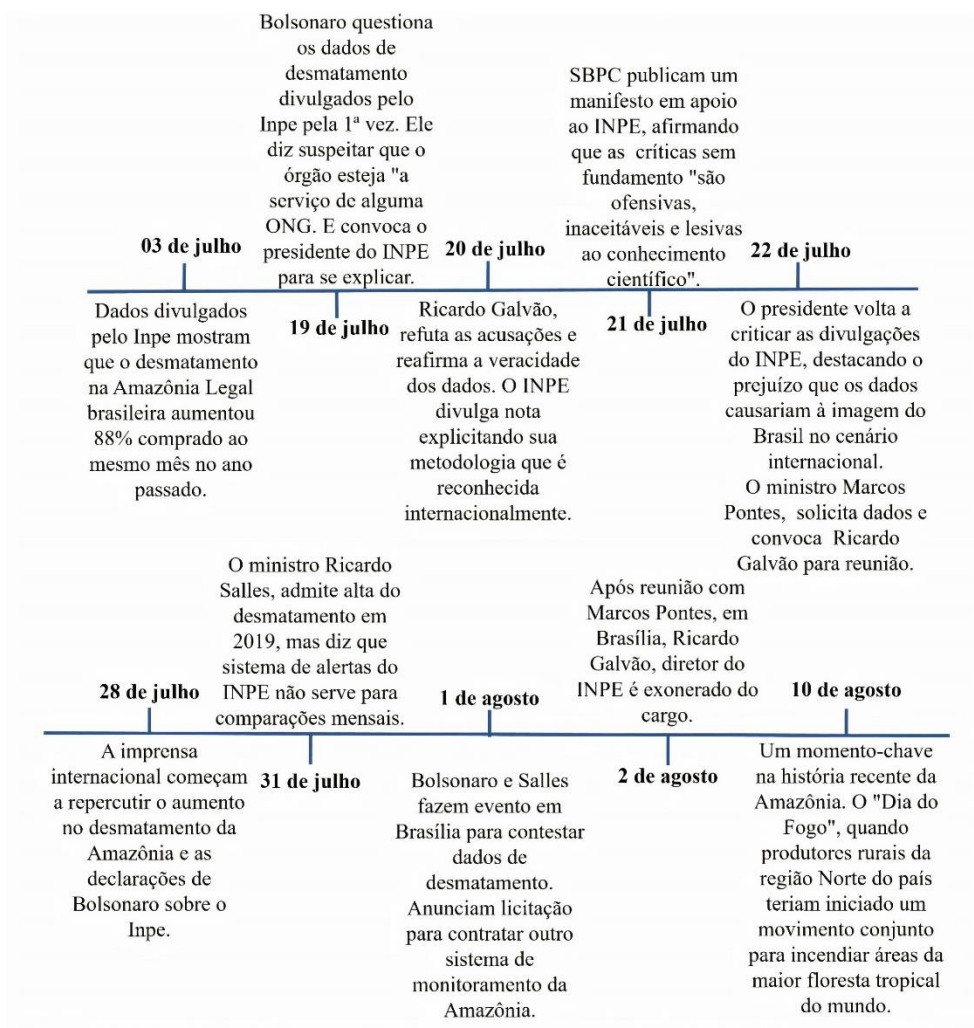 03 de julho
Dados divulgados
pelo Inpe mostram
que o desmatamento
na Amazônia Legal
brasileira aumentou
88% comprado ao
mesmo mês no ano
passado.
Bolsonaro questiona
os dados de
desmatamento
divulgados pelo
Inpe pela 1ª vez. Ele
diz suspeitar que o
órgão esteja "a
serviço de alguma
ONG. E convoca o
presidente do INPE
para se explicar.
19 de julho
20 de julho
Ricardo Galvão,
refuta as acusações e
reafirma a veracidade
dos dados. O INPE
divulga nota
explicitando sua
metodologia que é
reconhecida
internacionalmente.
SBPC publicam um
manifesto em apoio
ao INPE, afirmando
que as críticas sem
fundamento "são
ofensivas,
inaceitáveis e lesivas
ao conhecimento
científico".
21 de julho
22 de julho
O presidente volta a
criticar as divulgações
do INPE, destacando o
prejuízo que os dados
causariam à imagem do
Brasil no cenário
internacional.
O ministro Marcos
Pontes, solicita dados e
convoca Ricardo
Galvão para reunião.
28 de julho
A imprensa
internacional começam
a repercutir o aumento
no desmatamento da
Amazônia e as
declarações de
Bolsonaro sobre o
Inpe.
O ministro Ricardo
Salles, admite alta do
desmatamento em
2019, mas diz que
sistema de alertas do
INPE não serve para
comparações mensais.
31 de julho
1 de agosto
Bolsonaro e Salles
fazem evento em
Brasília para contestar
dados de
desmatamento.
Anunciam licitação
para contratar outro
sistema de
monitoramento da
Amazônia.
Após reunião com
Marcos Pontes, em
Brasília, Ricardo
Galvão, diretor do
INPE é exonerado do
cargo.
2 de agosto
10 de agosto
Um momento-chave
na história recente da
Amazônia. O "Dia do
Fogo", quando
produtores rurais da
região Norte do país
teriam iniciado um
movimento conjunto
para incendiar áreas da
maior floresta tropical
do mundo.